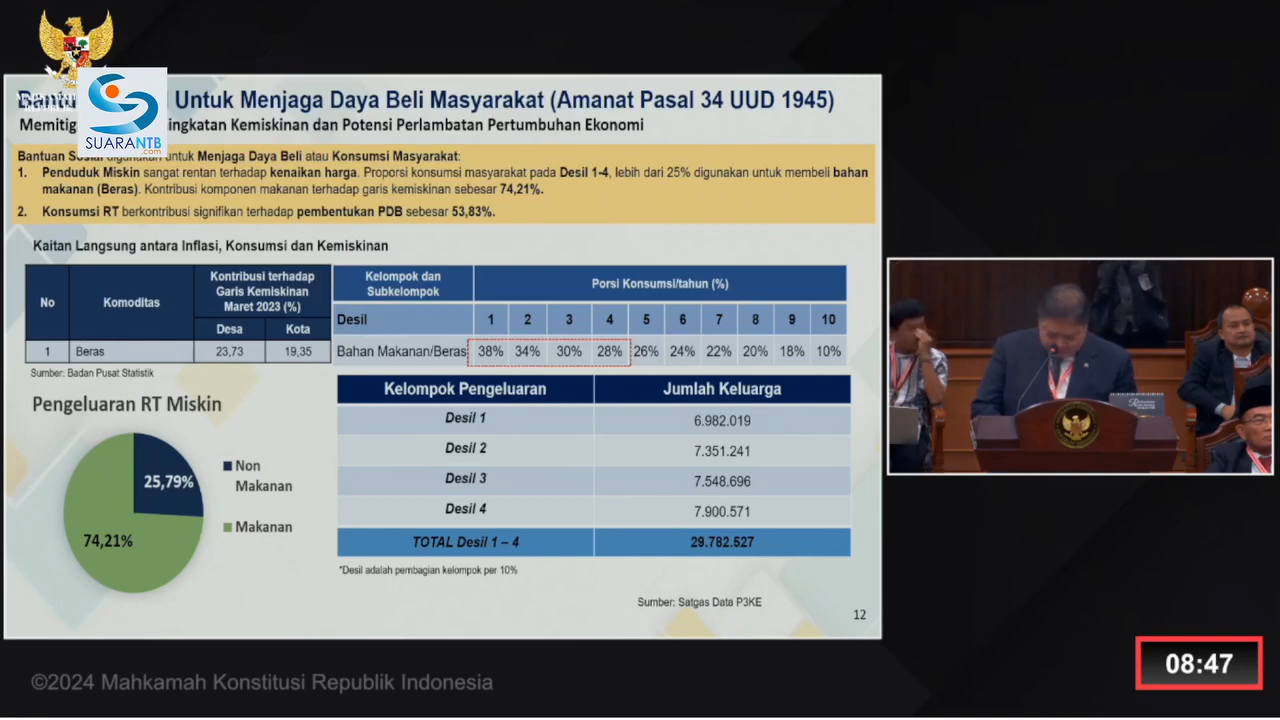 Untuk Menjaga Daya Beli Masyarakat (Amanat Pasal 34 UUD 1945)
SUARANTB
.com
Kemiskinan dan Potensi Perlambatan Pertumbuhan Ekonomi
Bantuan Sosial digunakan untuk Menjaga Daya Beli atau Konsumsi Masyarakat:
1. Penduduk Miskin sangat rentan terhadap kenaikan harga. Proporsi konsumsi masyarakat pada Desil 1-4, lebih dari 25% digunakan untuk membeli bahan
makanan (Beras). Kontribusi komponen makanan terhadap garis kemiskinan sebesar 74,21%.
2. Konsumsi RT berkontribusi signifikan terhadap pembentukan PDB sebesar 53,83%.
Kaitan Langsung antara Inflasi, Konsumsi dan Kemiskinan
No Komoditas Kontribusi terhadap
Garis Kemiskinan
Maret 2023 (%)
Desa Kota
1 Beras 23,73 19,35
Sumber: Badan Pusat Statistik
Kelompok dan
Subkelompok Porsi Konsumsi/tahun (%)
Desil 1 2 3 4 5 6 7 8 9 10
Bahan Makanan/Beras 38% 34% 30% 28% 26% 24% 22% 20% 18% 10%
Pengeluaran RT Miskin
25,79%
74,21%
Non
Makanan
Makanan
Kelompok Pengeluaran Jumlah Keluarga
Desil 1 6.982.019
Desil 2 7.351.241
Desil 3 7.548.696
Desil 4 7.900.571
TOTAL Desil 1 – 4 29.782.527
*Desil adalah pembagian kelompok per 10%
Sumber: Satgas Data P3KE
12
08:47
©2024 Mahkamah Konstitusi Republik Indonesia